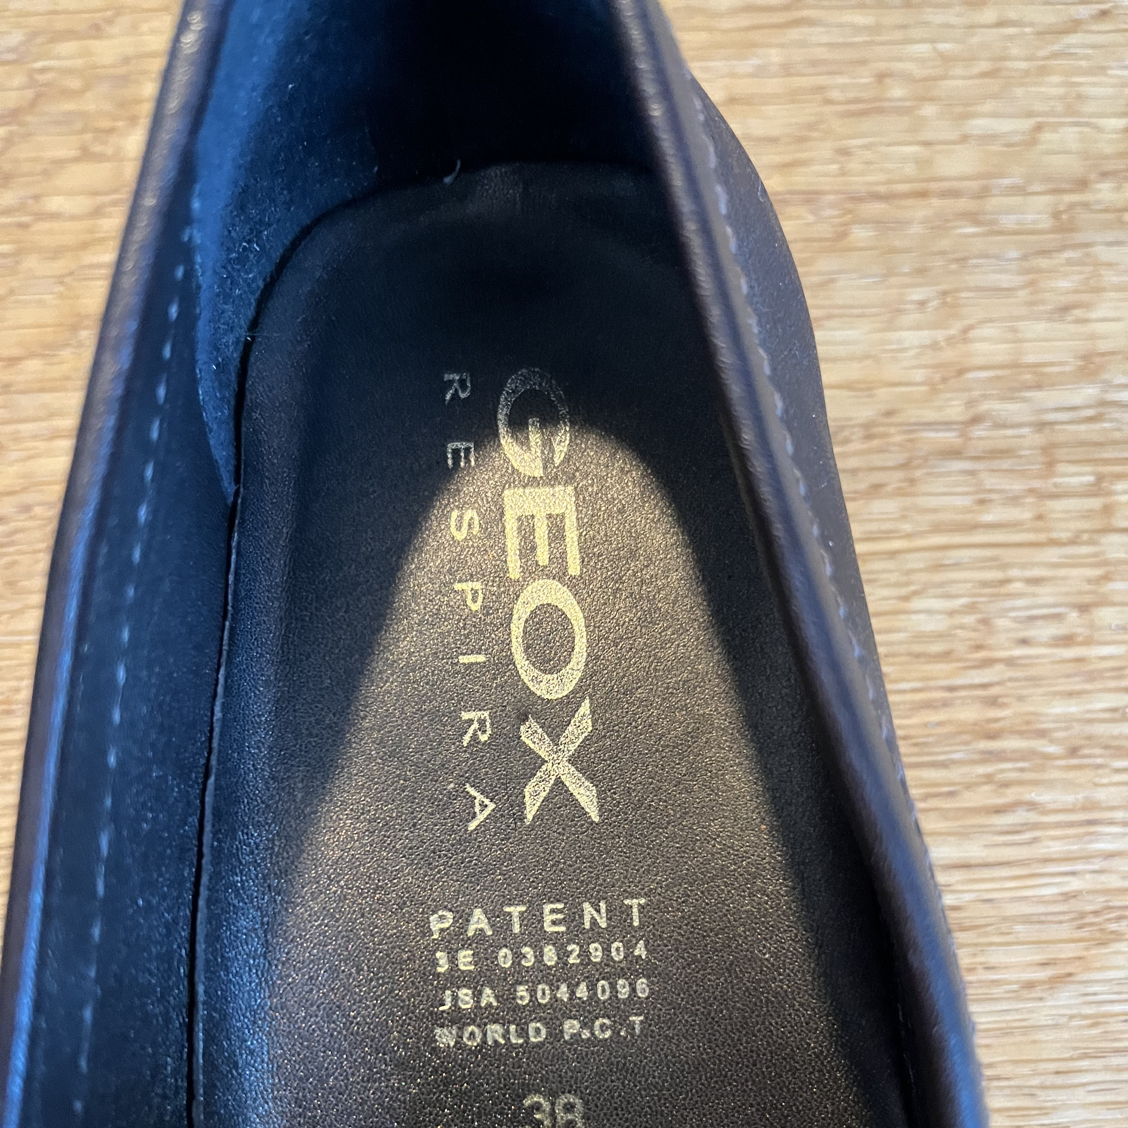 GEOX
RESPIRA
PATENT
3E 0382904
JSA 5044096
WORLD P.C.T
38